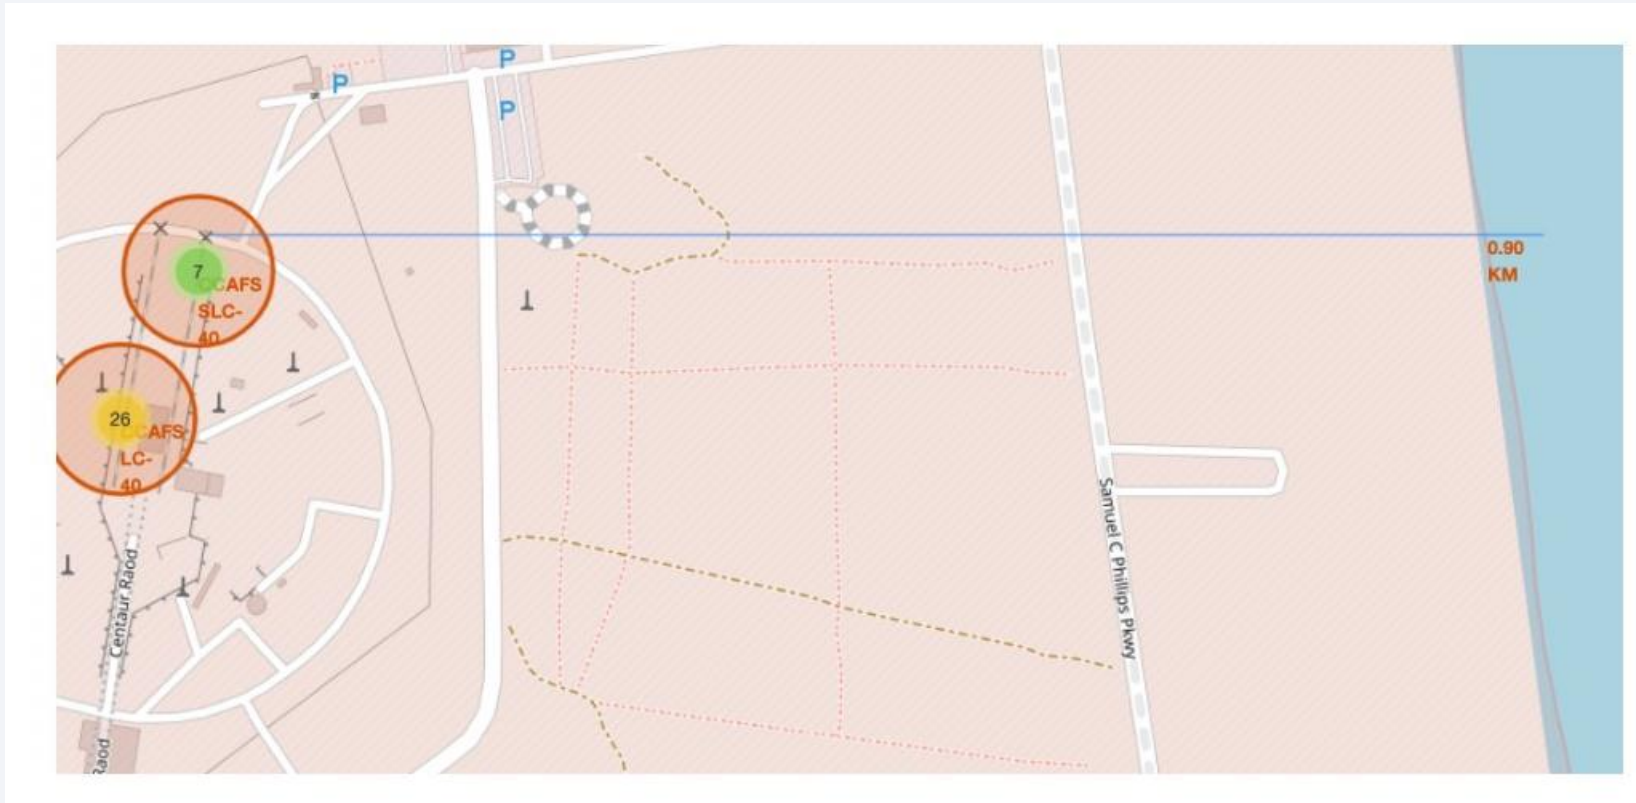 P
P
P
0.90
KM
7
CCAFS
SLC-
40
26
CCAFS
LC-
40
Samuel C Phillips Pkwy
Centaur Raod
Raod